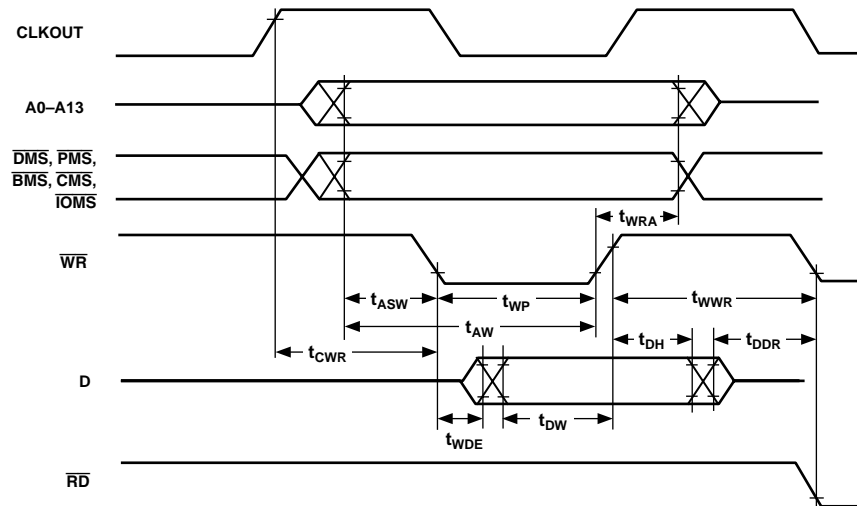 CLKOUT
A0–A13
DMS, PMS,
BMS, CMS,
IOMS
tWRA
WR
tASW
tWP
tWWR
tAW
tCWR
tDH
tDDR
D
tWDE
tDW
RD